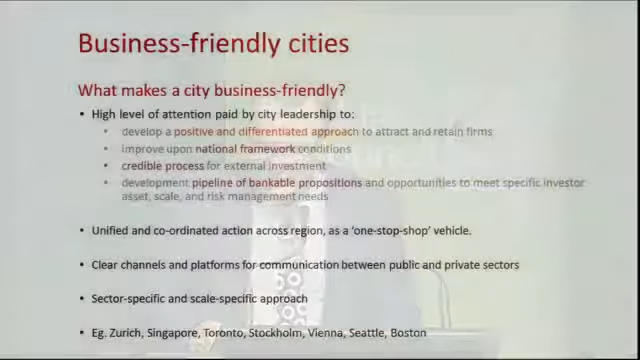 Business-friendly cities
What makes a city business-friendly?
• High level of attention paid by city leadership to:
• develop a positive and differentiated approach to attract and retain firms
• improve upon national framework conditions
• credible process for external investment
• development pipeline of bankable propositions and opportunities to meet specific investor
asset, scale, and risk management needs
• Unified and co-ordinated action across region, as a ‘one-stop-shop’ vehicle.
• Clear channels and platforms for communication between public and private sectors
• Sector-specific and scale-specific approach
• Eg. Zurich, Singapore, Toronto, Stockholm, Vienna, Seattle, Boston